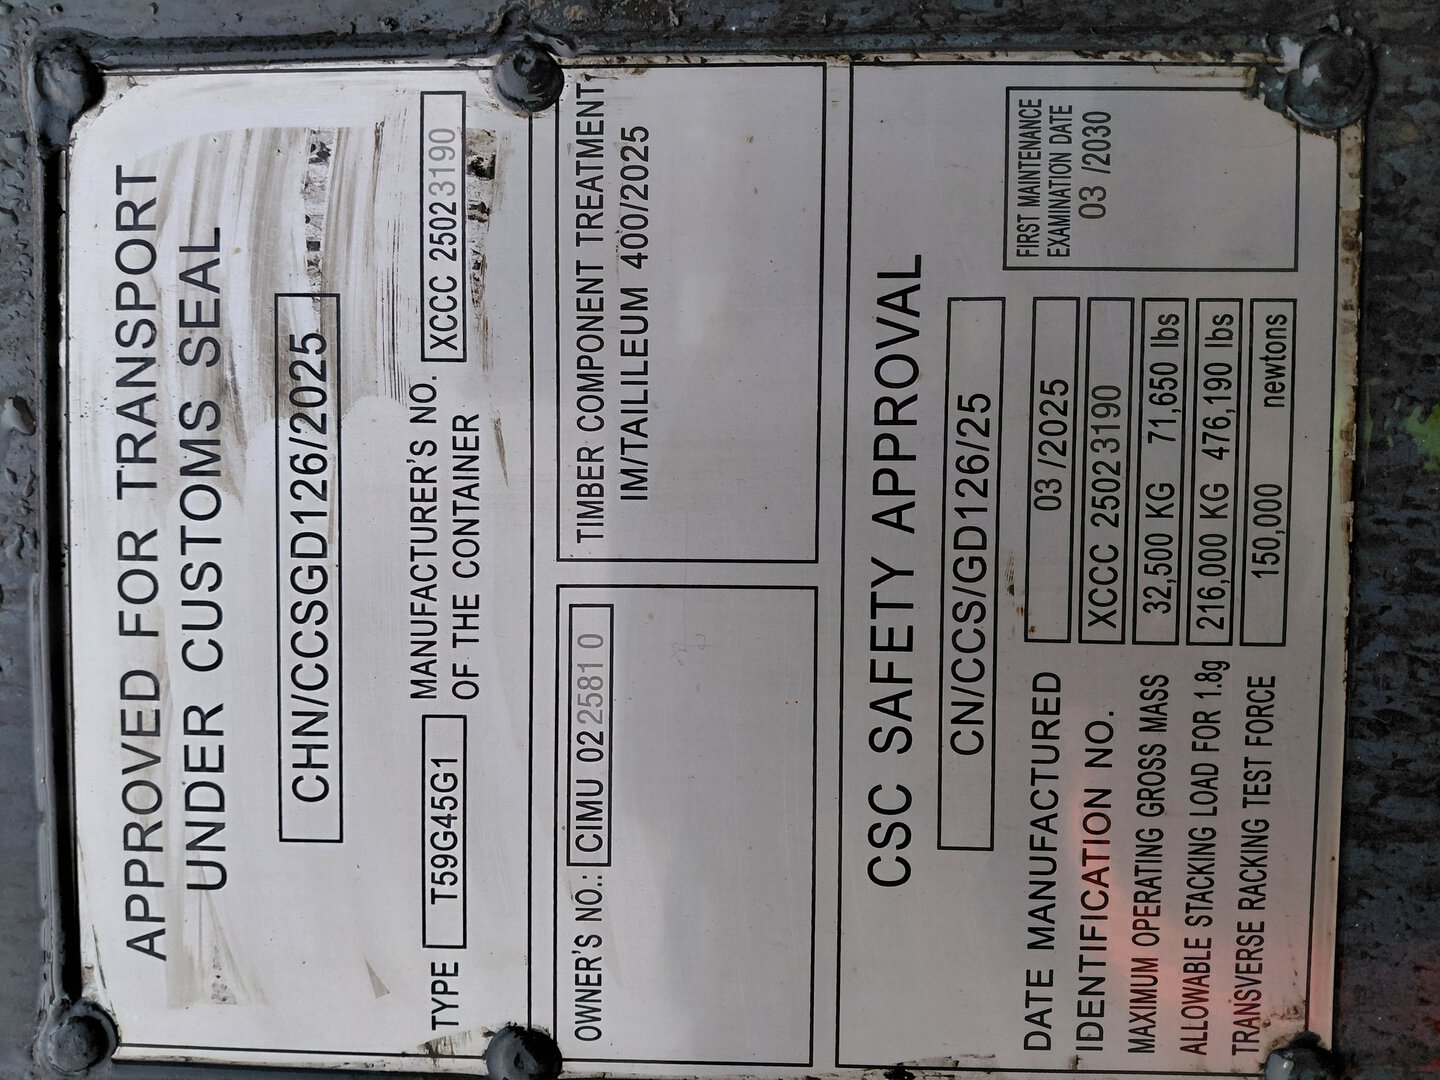 APPROVED FOR TRANSPORT
UNDER CUSTOMS SEAL
CHN/CCSGD126/2025
TYPE T59G45G1 MANUFACTURER'S NO. OF THE CONTAINER XCCC 25023190
OWNER'S NO.: CIMU 02 2581 0
TIMBER COMPONENT TREATMENT
IM/TAILILEUM 400/2025
CSC SAFETY APPROVAL
CN/CCS/GD126/25
DATE MANUFACTURED 03 /2025
IDENTIFICATION NO. XCCC 25023190
MAXIMUM OPERATING GROSS MASS 32,500 KG 71,650 lbs
ALLOWABLE STACKING LOAD FOR 1.8g 216,000 KG 476,190 lbs
TRANSVERSE RACKING TEST FORCE 150,000 newtons
FIRST MAINTENANCE
EXAMINATION DATE
03 /2030